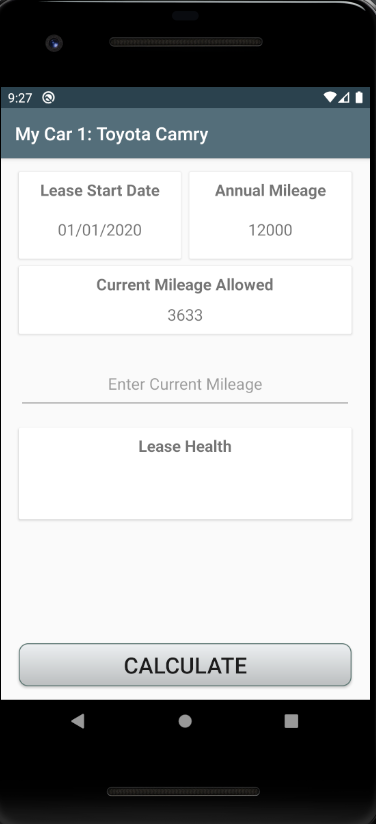 9:27
My Car 1: Toyota Camry
Lease Start Date
01/01/2020
Annual Mileage
12000
Current Mileage Allowed
3633
Enter Current Mileage
Lease Health
CALCULATE